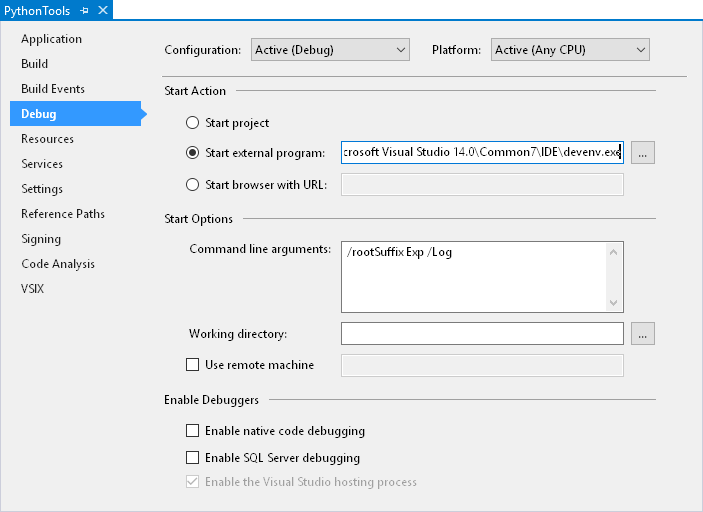 PythonTools
Application
Build
Build Events
Debug
Resources
Services
Settings
Reference Paths
Signing
Code Analysis
VSIX
Configuration: Active (Debug) Platform: Active (Any CPU)
Start Action
Start project
Start external program: crosoft Visual Studio 14.0\Common7\IDE\devenv.exe ...
Start browser with URL:
Start Options
Command line arguments: /rootSuffix Exp /Log
Working directory: ...
Use remote machine
Enable Debuggers
Enable native code debugging
Enable SQL Server debugging
Enable the Visual Studio hosting process